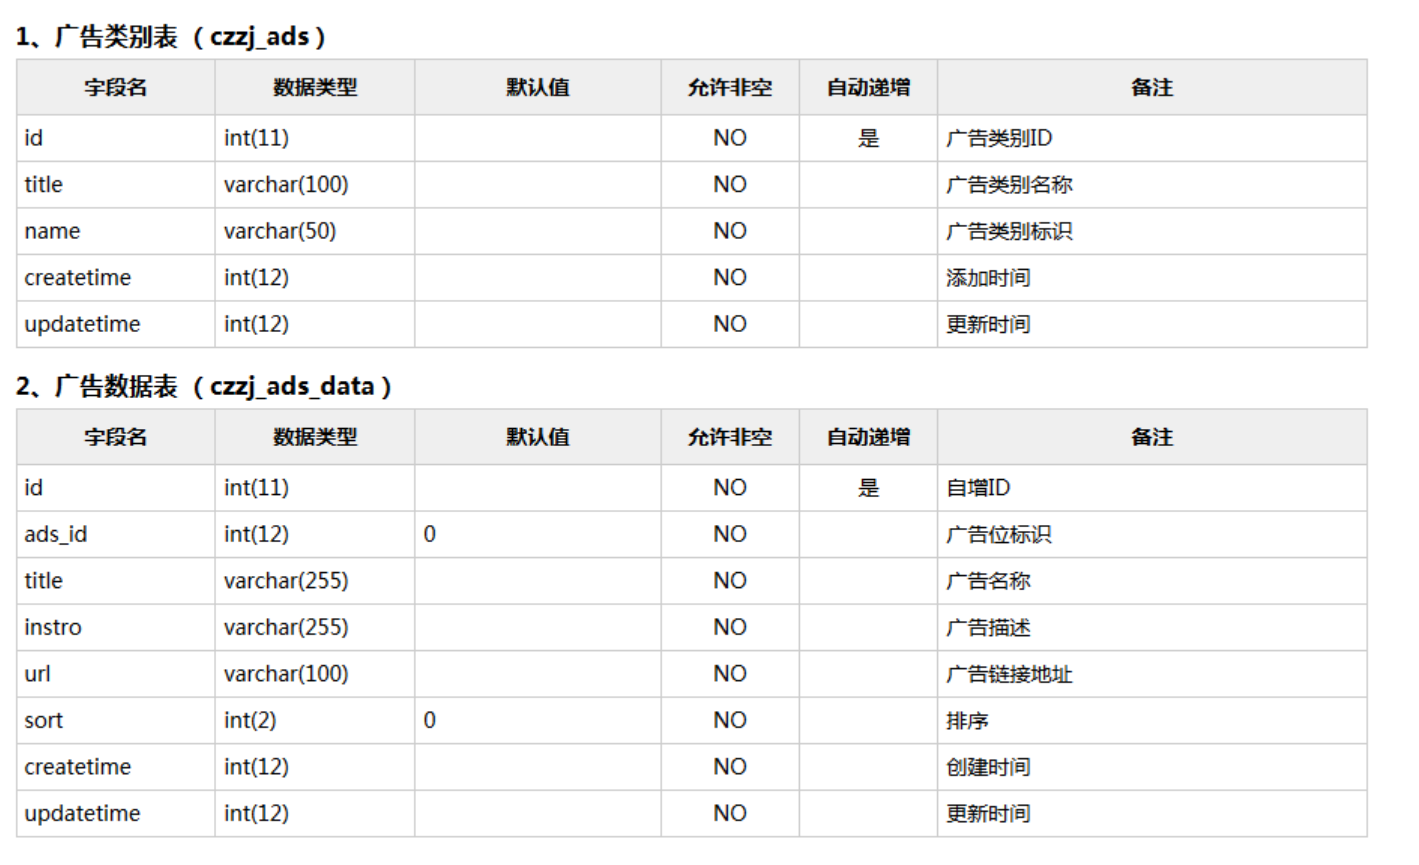 1、广告类别表 （czzj_ads）
字段名 数据类型 默认值 允许非空 自动递增 备注
id int(11) NO 是 广告类别ID
title varchar(100) NO 广告类别名称
name varchar(50) NO 广告类别标识
createtime int(12) NO 添加时间
updatetime int(12) NO 更新时间
2、广告数据表 （czzj_ads_data）
字段名 数据类型 默认值 允许非空 自动递增 备注
id int(11) NO 是 自增ID
ads_id int(12) 0 NO 广告位标识
title varchar(255) NO 广告名称
instro varchar(255) NO 广告描述
url varchar(100) NO 广告链接地址
sort int(2) 0 NO 排序
createtime int(12) NO 创建时间
updatetime int(12) NO 更新时间